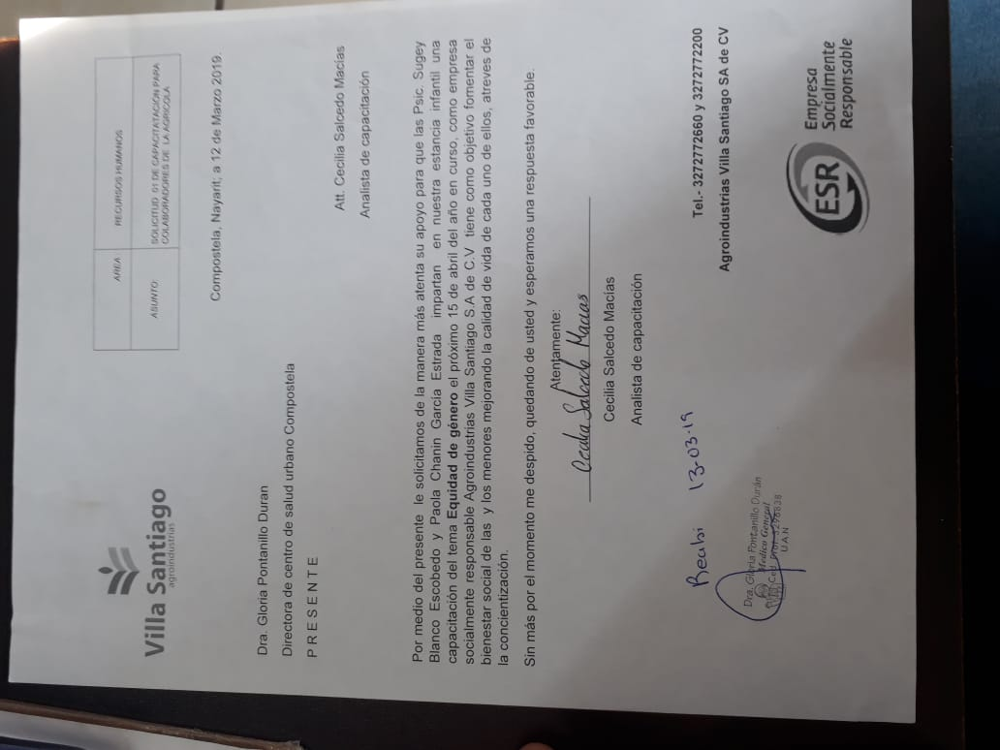 Villa Santiago
agroindustrias
AREA RECURSOS HUMANOS
ASUNTO: SOLICITUD 01 DE CAPACITATACION PARA
COLABORADORES DE LA AGRICOLA
Compostela, Nayarit; a 12 de Marzo 2019.
Dra. Gloria Pontanillo Duran
Directora de centro de salud urbano Compostela
P R E S E N T E
Att. Cecilia Salcedo Macías
Analista de capacitación
Por medio del presente le solicitamos de la manera más atenta su apoyo para que las Psic. Sugey
Blanco Escobedo y Paola Chanin García Estrada impartan en nuestra estancia infantil una
capacitación del tema Equidad de género el próximo 15 de abril del año en curso, como empresa
socialmente responsable Agroindustrias Villa Santiago S.A de C.V tiene como objetivo fomentar el
bienestar social de las y los menores mejorando la calidad de vida de cada uno de ellos, atreves de
la concientización.
Sin más por el momento me despido, quedando de usted y esperamos una respuesta favorable.
Atentamente:
Cecilia Salcedo Macias
Cecilia Salcedo Macías
Analista de capacitación
Recibi 13-03-19
Dra. Gloria Pontanillo Durán
Medico General
Ced. Prof. 3296838
U A N
Tel.- 3272772660 y 3272772200
Agroindustrias Villa Santiago SA de CV
ESR
Empresa
Socialmente
Responsable